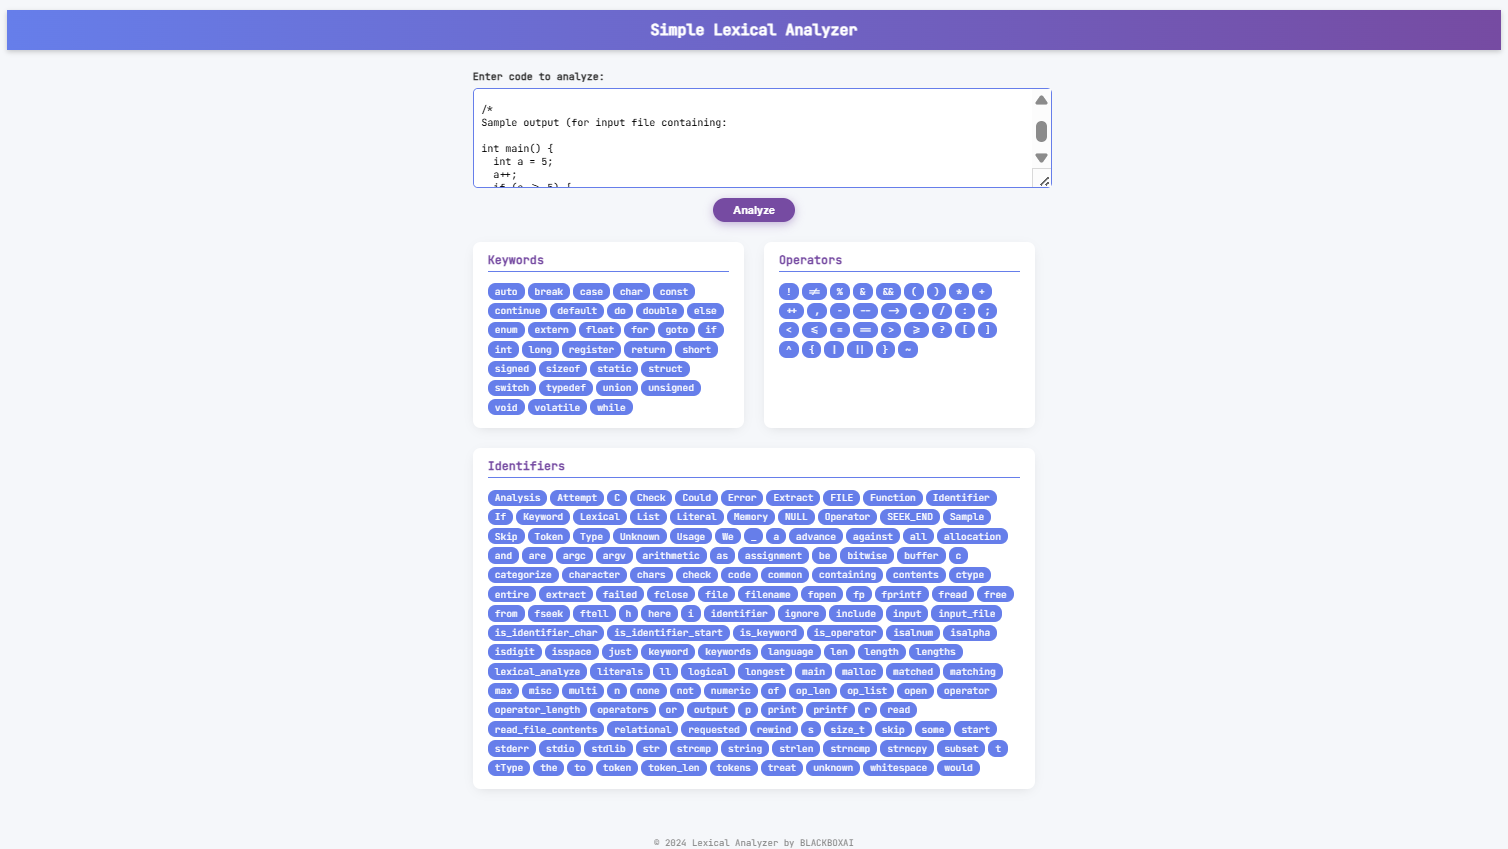 Simple Lexical Analyzer
Enter code to analyze:
/*
Sample output (for input file containing:
int main() {
int a = 5;
a++;
if (a >= 5) {
Analyze
Keywords
auto break case char const
continue default do double else
enum extern float for goto if
int long register return short
signed sizeof static struct
switch typedef union unsigned
void volatile while
Operators
! != % & && ( ) * +
++ , - -- -> . / : ;
< <= = == > >= ? [ ]
^ { | || } ~
Identifiers
Analysis Attempt C Check Could Error Extract FILE Function Identifier
If Keyword Lexical List Literal Memory NULL Operator SEEK_END Sample
Skip Token Type Unknown Usage We _ a advance against all allocation
and are argc argv arithmetic as assignment be bitwise buffer c
categorize character chars check code common containing contents ctype
entire extract failed fclose file filename fopen fp fprintf fread free
from fseek ftell h here i identifier ignore include input input_file
is_identifier_char is_identifier_start is_keyword is_operator isalnum isalpha
isdigit isspace just keyword keywords language len length lengths
lexical_analyze literals ll logical longest main malloc matched matching
max misc multi n none not numeric of op_len op_list open operator
operator_length operators or output p print printf r read
read_file_contents relational requested rewind s size_t skip some start
stderr stdio stdlib str strcmp string strlen strncmp strncpy subset t
tType the to token token_len tokens treat unknown whitespace would
© 2024 Lexical Analyzer by BLACKBOXAI